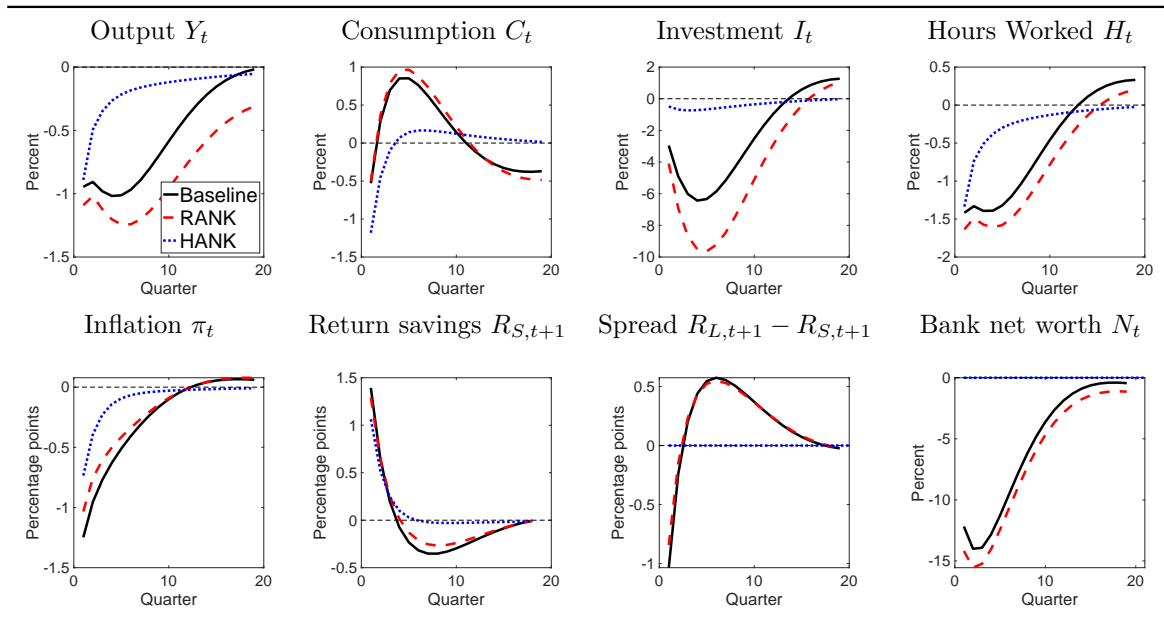 Output Y_t
Consumption C_t
Investment I_t
Hours Worked H_t
0
-0.5
-1
-1.5
Percent
0 10 20
Quarter
Baseline
RANK
HANK
1.5
1
0.5
0
-0.5
1
-1.5
Percent
0 10 20
Quarter
2
0
-2
-4
-6
-8
-10
Percent
0 10 20
Quarter
0.5
0
-0.5
-1
-1.5
-2
Percent
0 10 20
Quarter
Inflation π_t
Return savings R_{S,t+1}
Spread R_{L,t+1} − R_{S,t+1}
Bank net worth N_t
0
-0.5
-1
-1.5
Percentage points
0 10 20
Quarter
1.5
1
0.5
0
-0.5
Percentage points
0 10 20
Quarter
0.5
0
-0.5
-1
Percentage points
0 10 20
Quarter
0
-5
-10
-15
Percent
0 10 20
Quarter